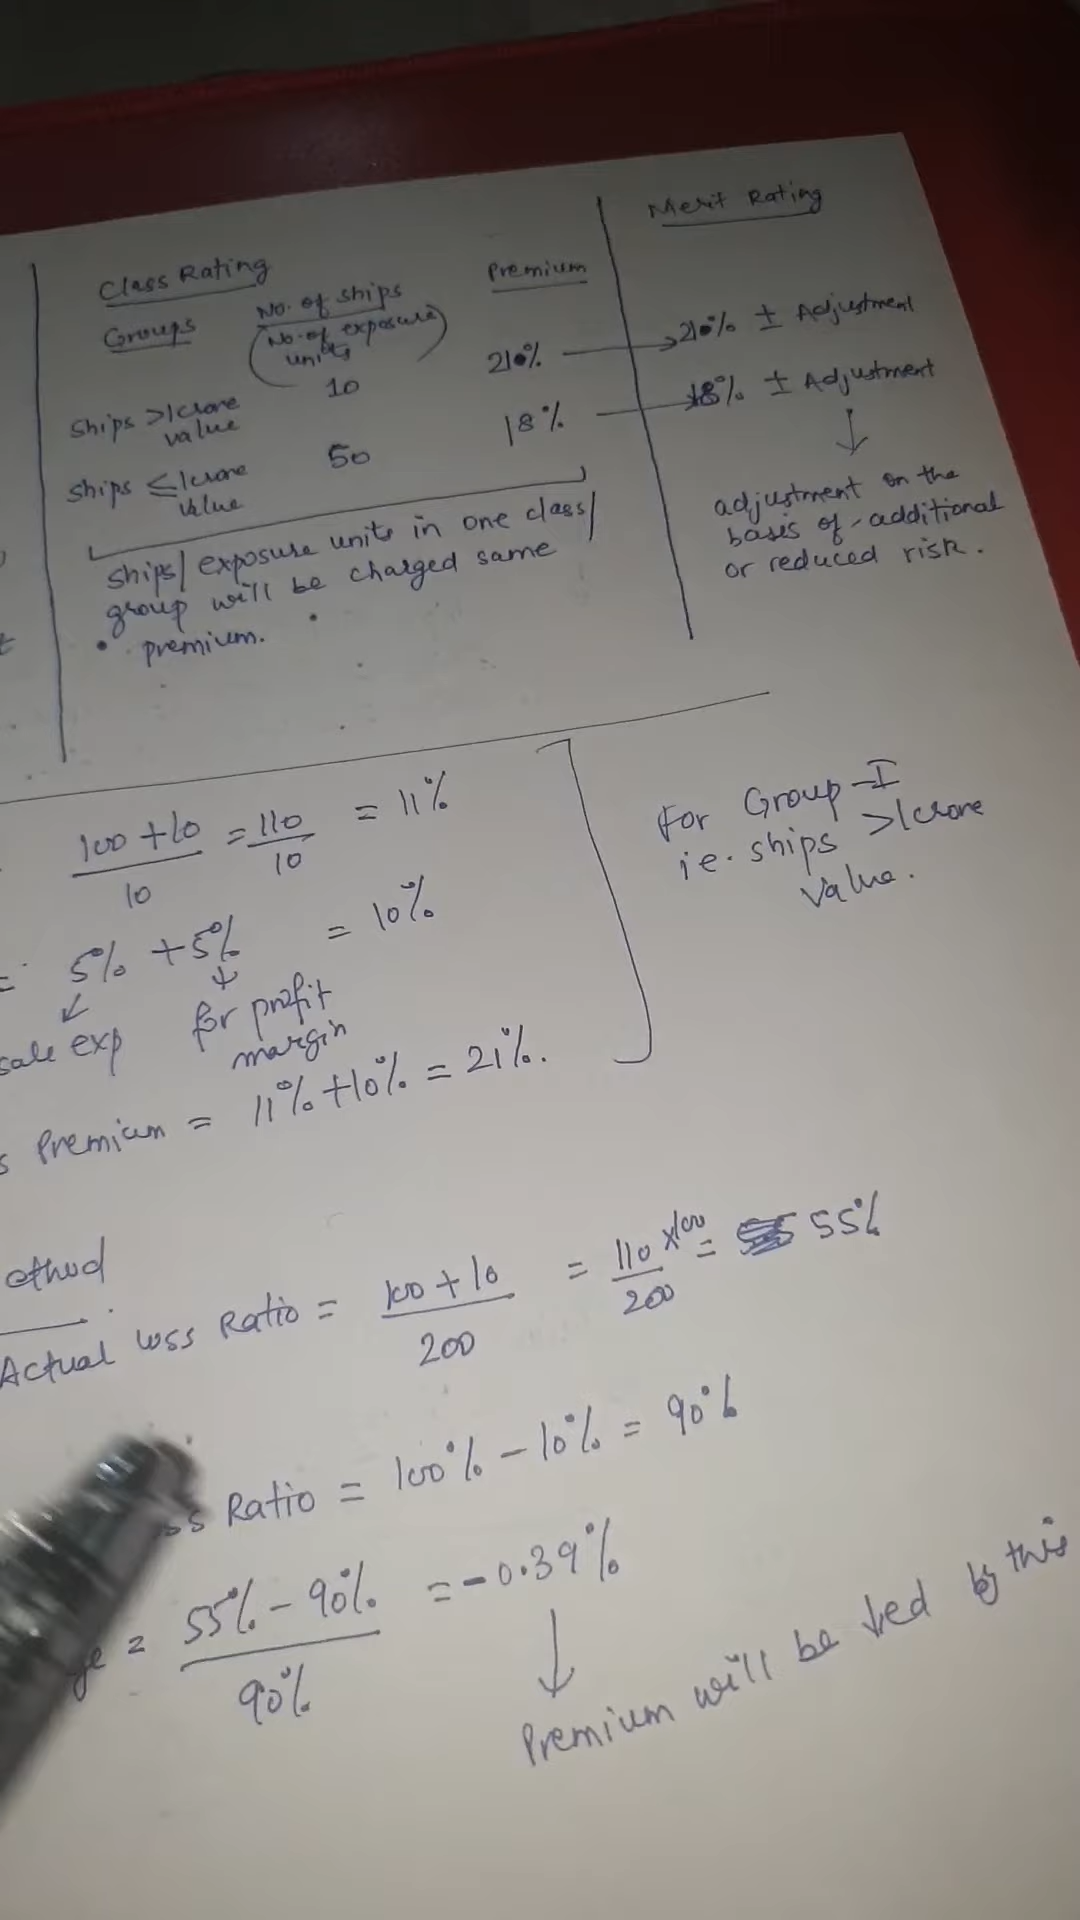 Class Rating
Groups
No. of ships
(No. of exposure
units)
Premium
Ships >1crore
value
10
21%
Ships ≤1crore
value
50
18%
ships/exposure units in one class/
group will be charged same
premium.
Merit Rating
21% ± Adjustment
18% ± Adjustment
↓
adjustment on the
basis of additional
or reduced risk.
100 + 10 / 10 = 110 / 10 = 11%
= 5% + 5% = 10%
exp
for profit
margin
Premium = 11% + 10% = 21%.
For Group-I
i.e. ships >1crore
value.
Actual loss Ratio = 100 + 10 / 200 = 110 / 200 ×100 = 55%
Ratio = 100% - 10% = 90%
= 55% - 90% / 90% = -0.39%
↓
Premium will be ↓ed by this